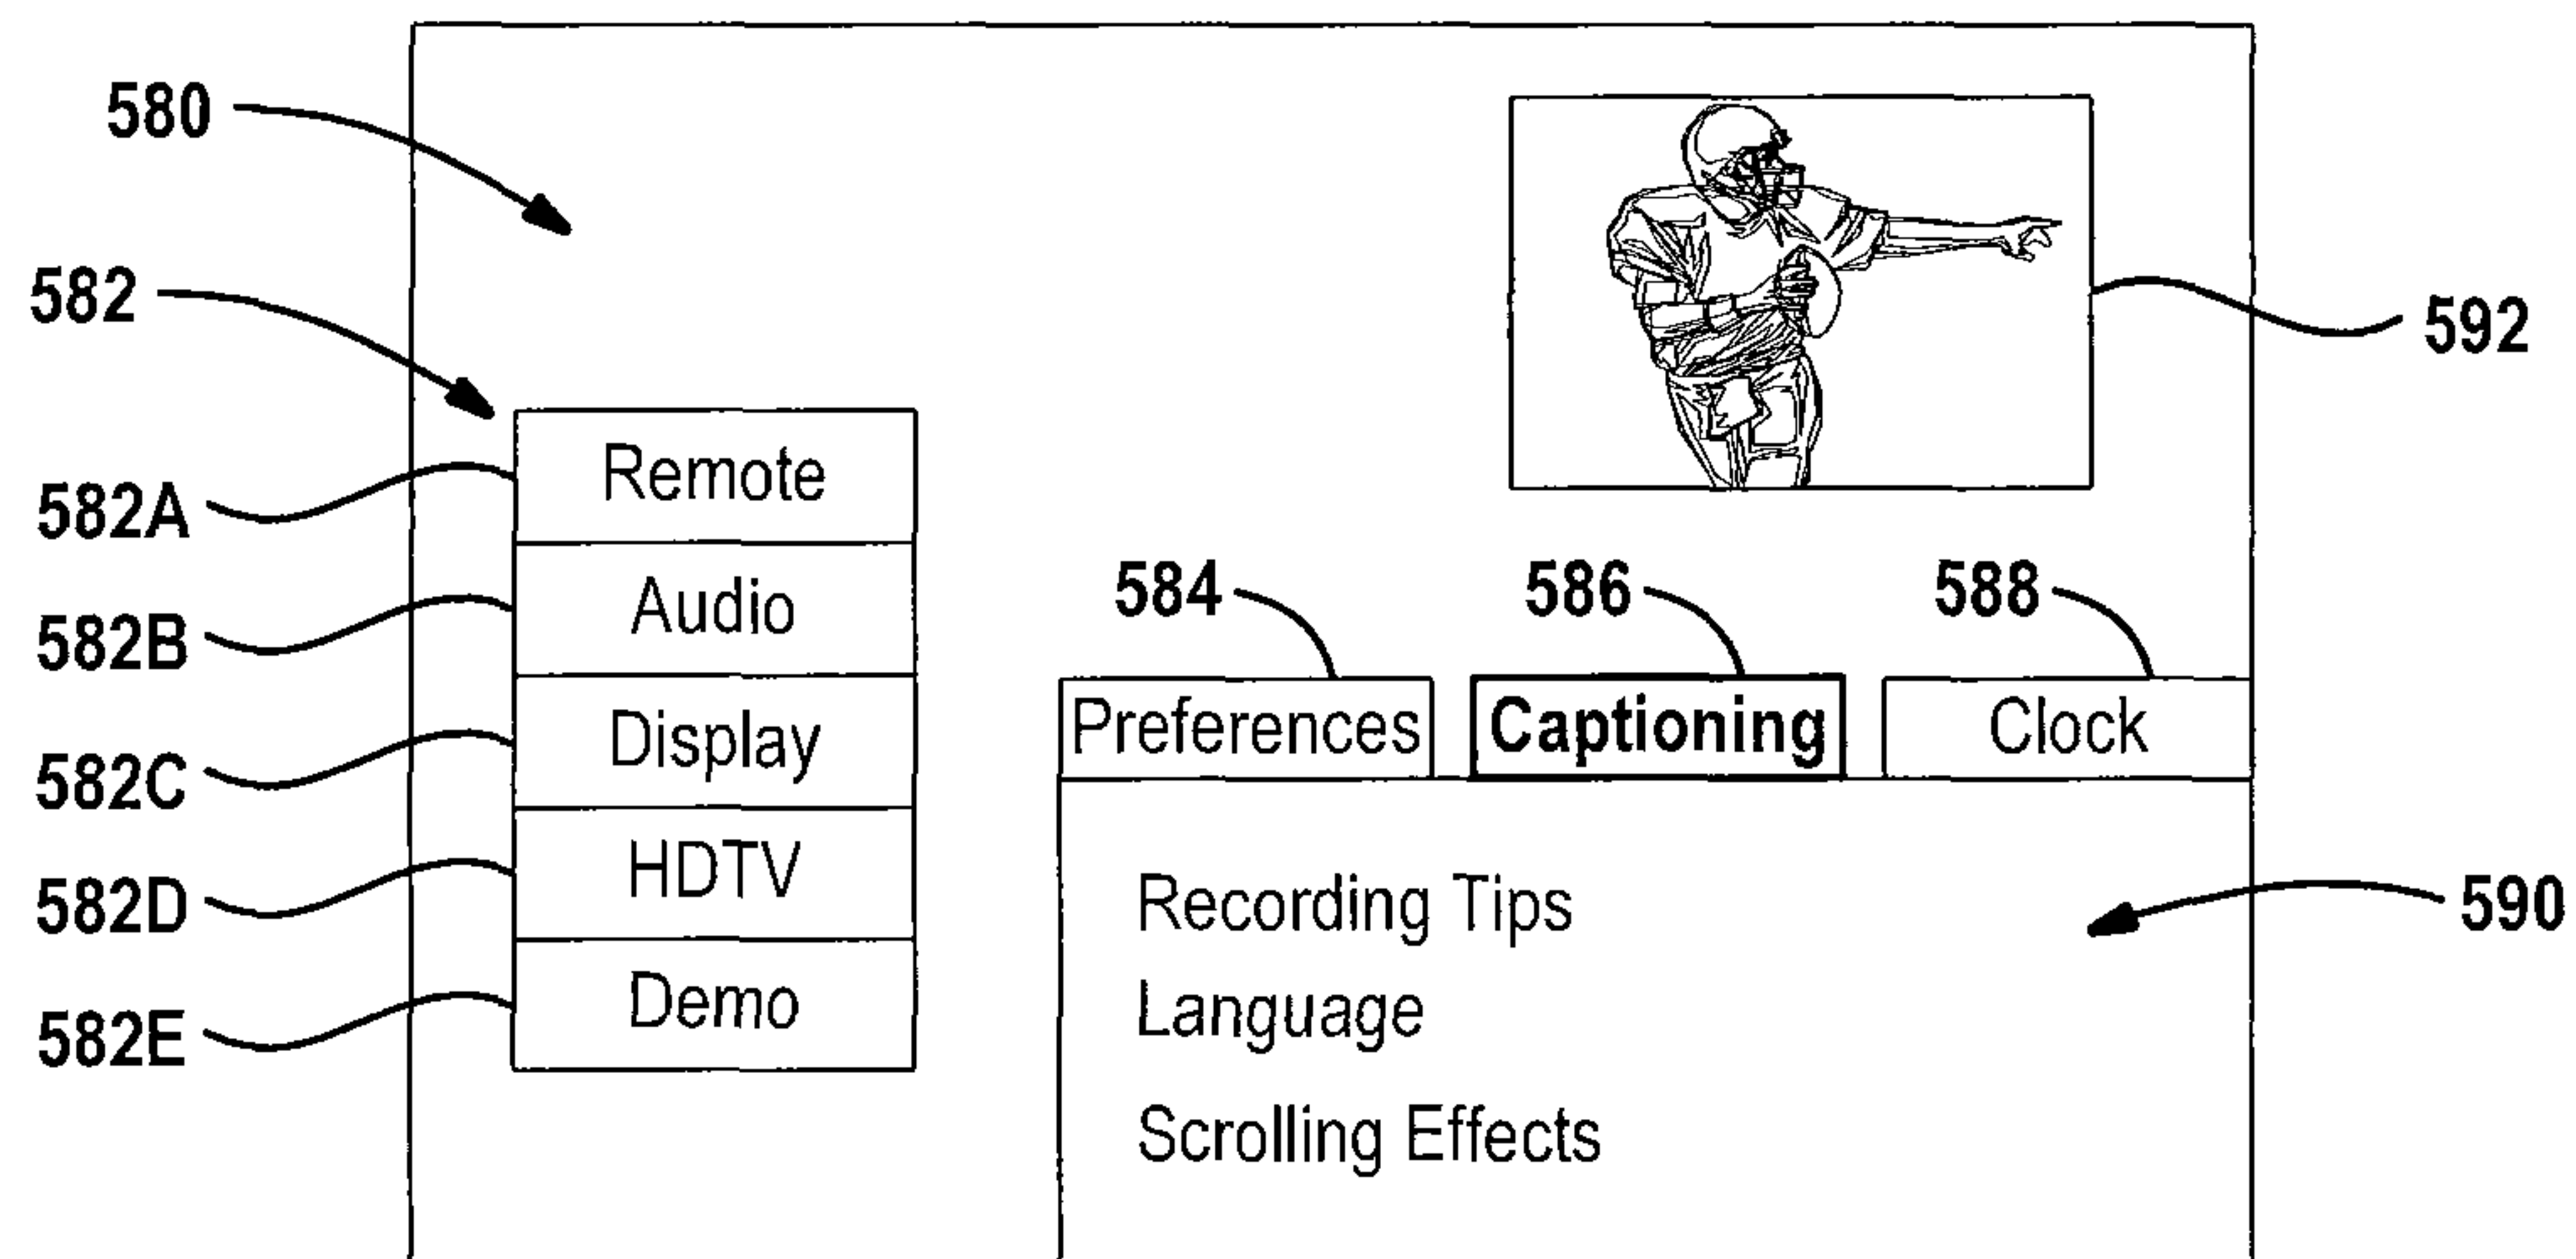 580
582
592
Remote
582A
584
586
588
Audio
582B
Preferences
Captioning
Clock
Display
582C
HDTV
582D
Recording Tips
590
Language
Demo
582E
Scrolling Effects